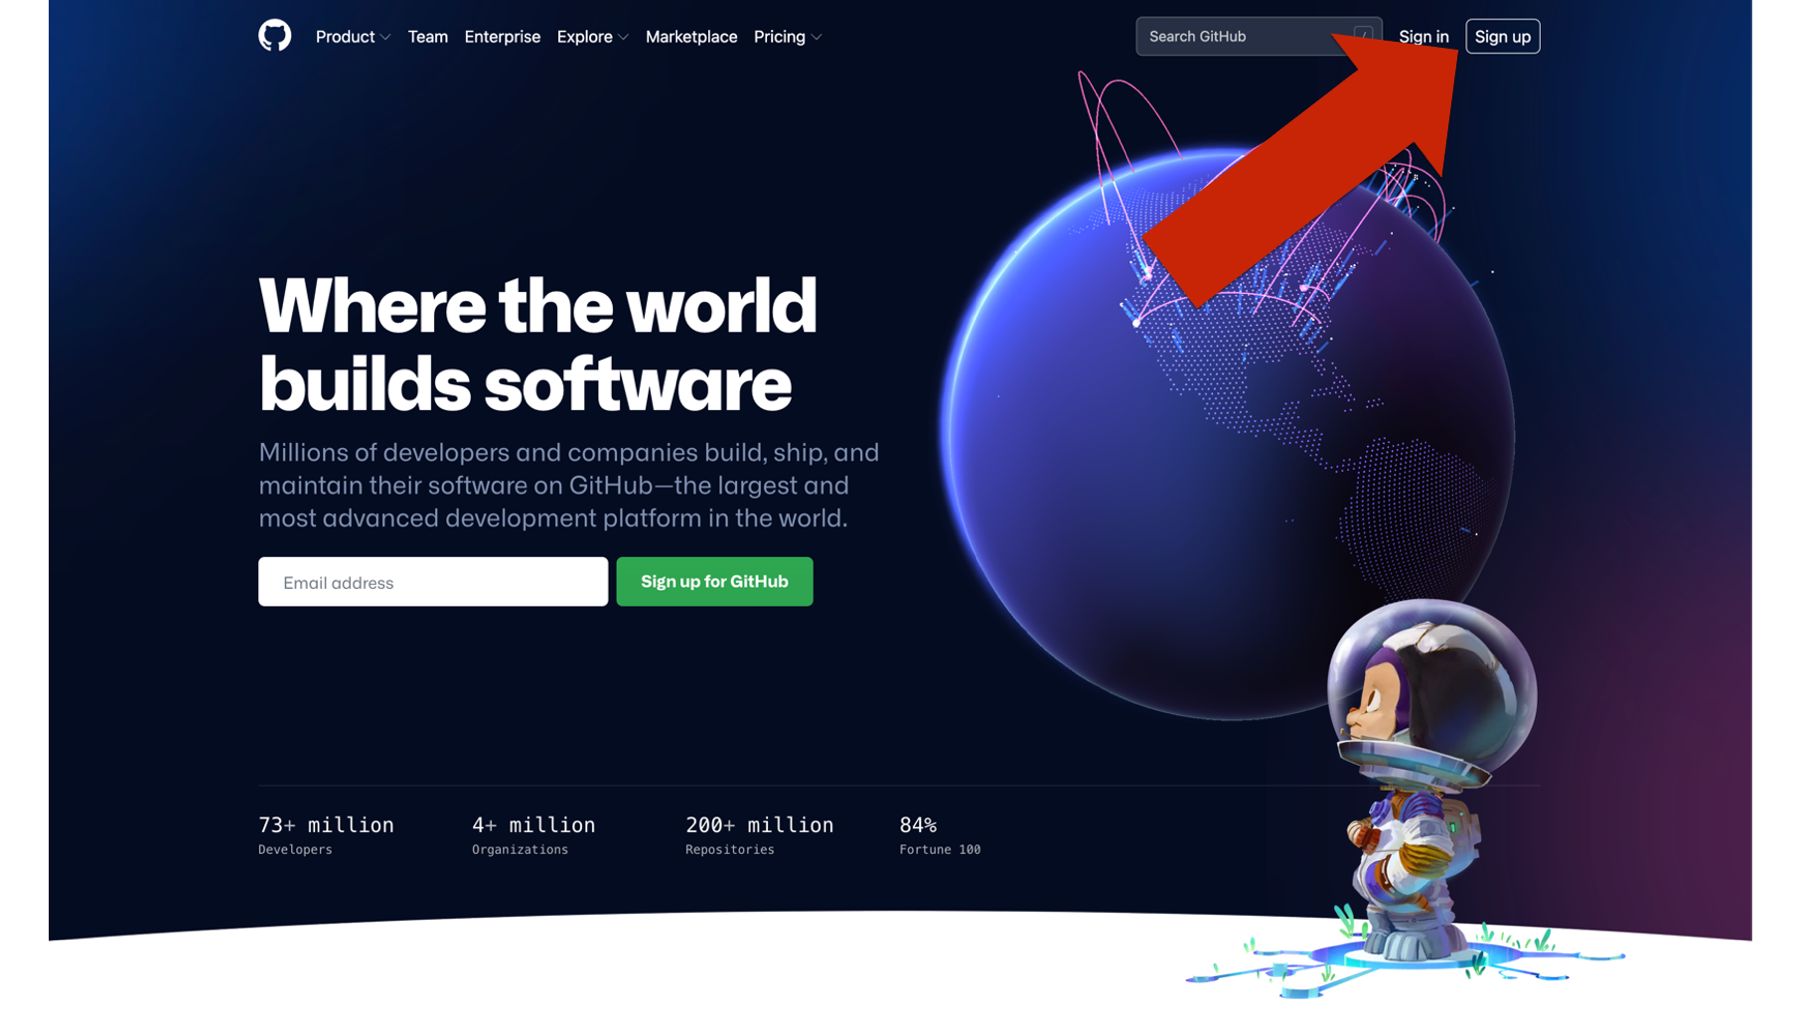 Product Team Enterprise Explore Marketplace Pricing Search GitHub / Sign in Sign up
Where the world
builds software
Millions of developers and companies build, ship, and
maintain their software on GitHub—the largest and
most advanced development platform in the world.
Email address Sign up for GitHub
73+ million 4+ million 200+ million 84%
Developers Organizations Repositories Fortune 100